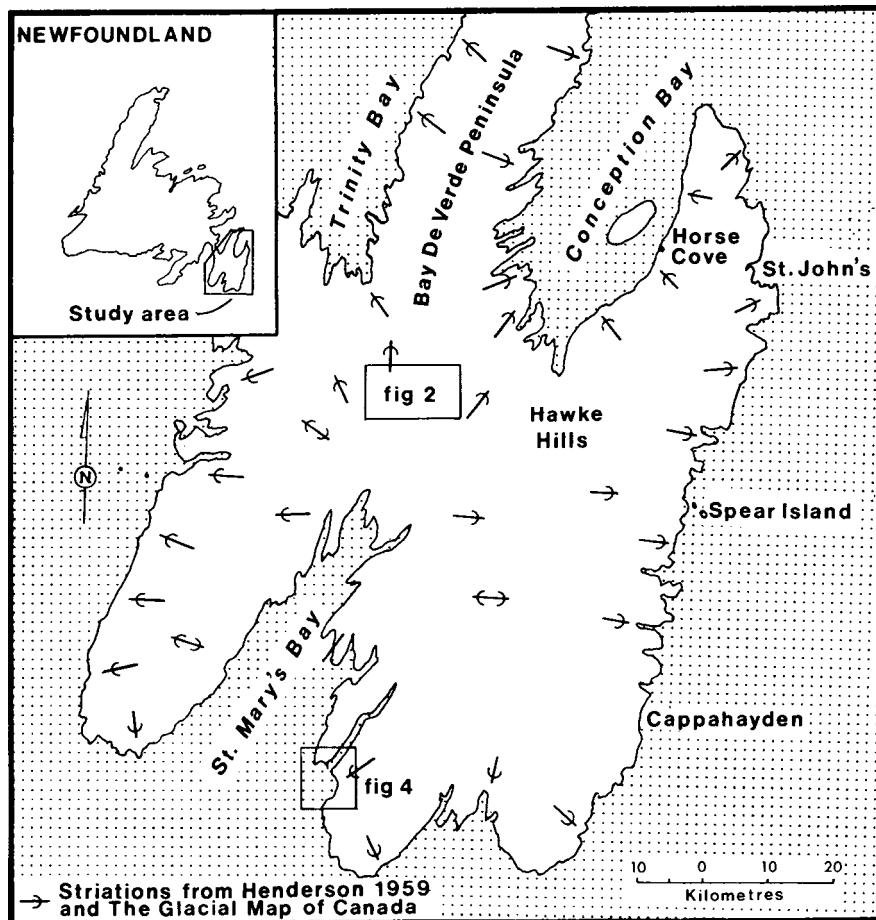 NEWFOUNDLAND
Study area
Trinity Bay
Bay De Verde Peninsula
Conception Bay
Horse
Cove
St. John's
fig 2
Hawke
Hills
N
Spear Island
St. Mary's Bay
Cappahayden
fig 4
10 0 10 20
Kilometres
Striations from Henderson 1959
and The Glacial Map of Canada